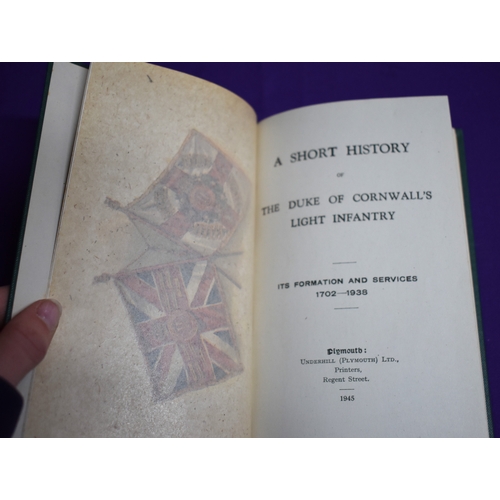 A SHORT HISTORY
OF
THE DUKE OF CORNWALL'S
LIGHT INFANTRY
ITS FORMATION AND SERVICES
1702—1938
Plymouth:
UNDERHILL (PLYMOUTH) LTD.,
Printers,
Regent Street.
1945